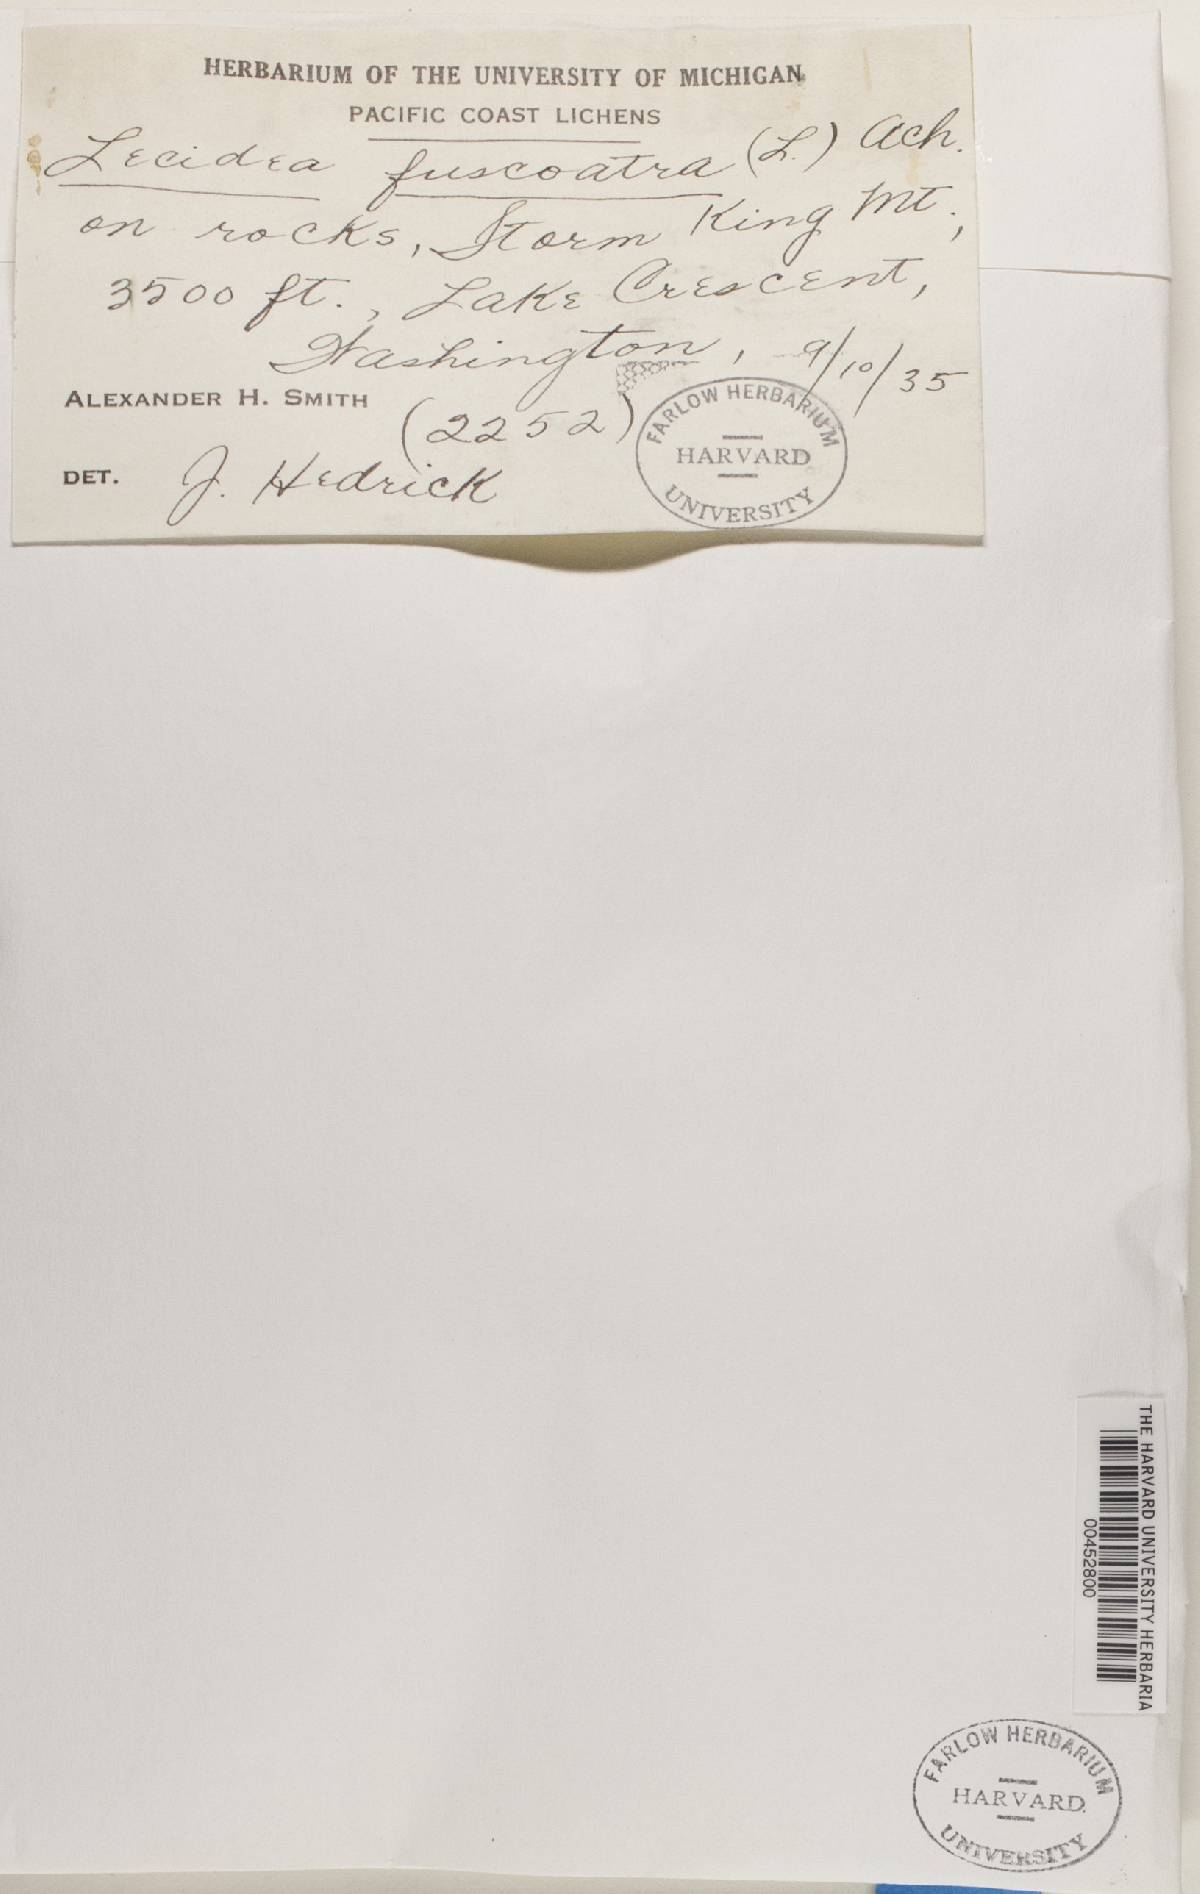 HERBARIUM OF THE UNIVERSITY OF MICHIGAN
PACIFIC COAST LICHENS
Lecidea fuscoatra (L.) Ach.
on rocks, Storm King Mt.,
3500 ft., Lake Crescent,
Washington, 9/10/35
ALEXANDER H. SMITH (2252)
DET. J. Hedrick
FARLOW HERBARIUM
HARVARD
UNIVERSITY
THE HARVARD UNIVERSITY HERBARIA
00452800
FARLOW HERBARIUM
HARVARD
UNIVERSITY